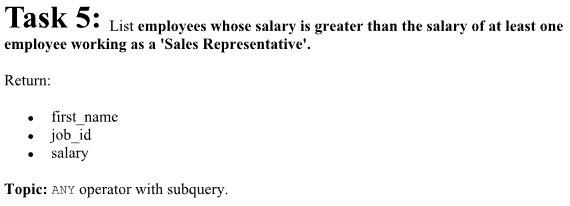 Task 5: List employees whose salary is greater than the salary of at least one
employee working as a 'Sales Representative'.
Return:
• first_name
• job_id
• salary
Topic: ANY operator with subquery.